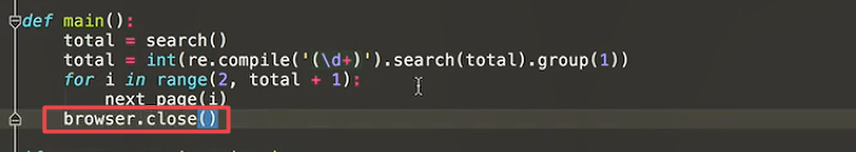 def main():
    total = search()
    total = int(re.compile('(\d+)').search(total).group(1))
    for i in range(2, total + 1):
        next_page(i)
    browser.close()